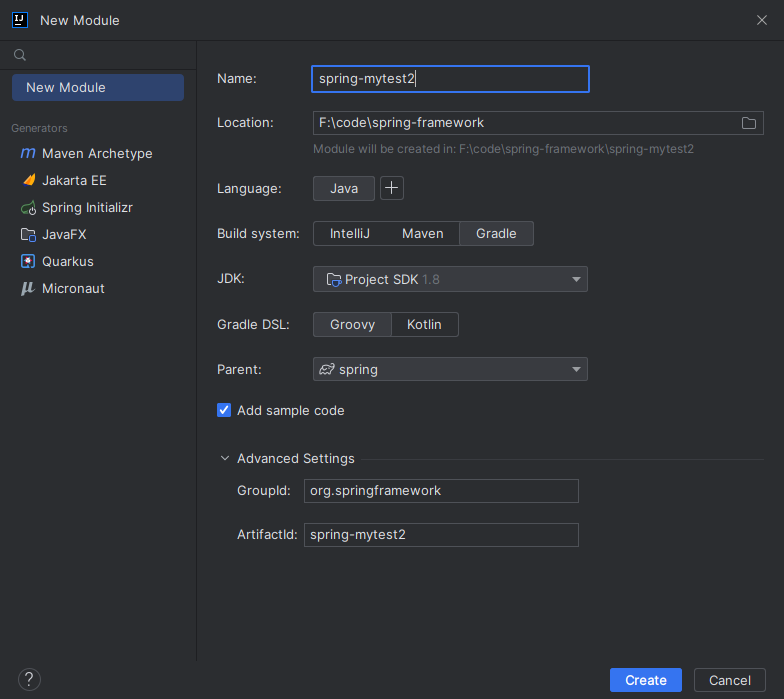 New Module
New Module
Generators
Maven Archetype
Jakarta EE
Spring Initializr
JavaFX
Quarkus
Micronaut
Name: spring-mytest2
Location: F:\code\spring-framework
Module will be created in: F:\code\spring-framework\spring-mytest2
Language: Java
Build system: IntelliJ Maven Gradle
JDK: Project SDK 1.8
Gradle DSL: Groovy Kotlin
Parent: spring
Add sample code
Advanced Settings
GroupId: org.springframework
ArtifactId: spring-mytest2
? Create Cancel